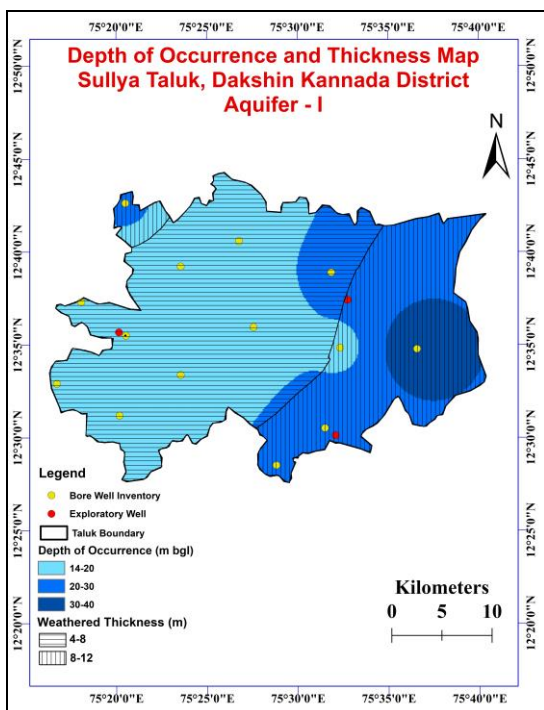 75°20'0"E 75°25'0"E 75°30'0"E 75°35'0"E 75°40'0"E
Depth of Occurrence and Thickness Map
Sullya Taluk, Dakshin Kannada District
Aquifer - I
N
12°50'0"N 12°50'0"N
12°45'0"N 12°45'0"N
12°40'0"N 12°40'0"N
12°35'0"N 12°35'0"N
12°30'0"N 12°30'0"N
12°25'0"N 12°25'0"N
12°20'0"N 12°20'0"N
Legend
Bore Well Inventory
Exploratory Well
Taluk Boundary
Depth of Occurrence (m bgl)
14-20
20-30
30-40
Weathered Thickness (m)
4-8
8-12
Kilometers
0 5 10
75°20'0"E 75°25'0"E 75°30'0"E 75°35'0"E 75°40'0"E